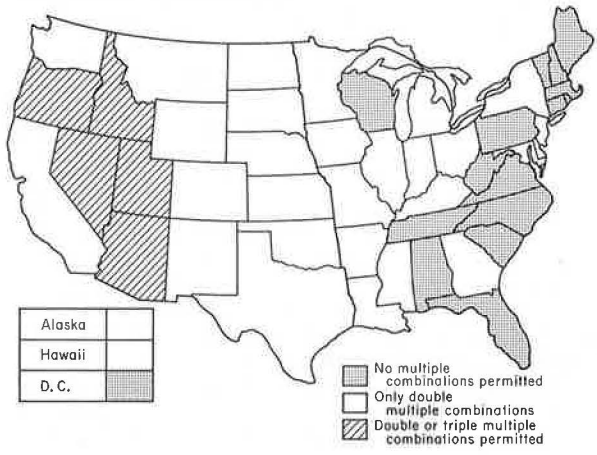 Alaska
Hawaii
D. C.
No multiple
combinations permitted
Only double
multiple combinations
Double or triple multiple
combinations permitted